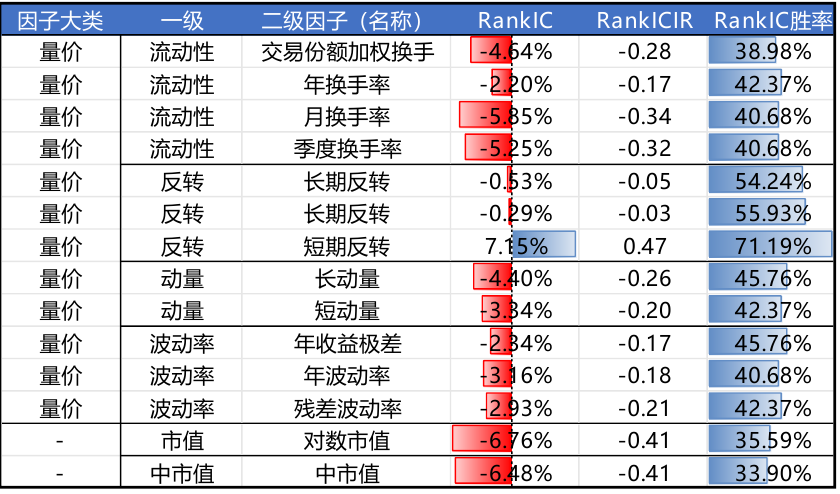 因子大类 一级 二级因子（名称） RankIC RankICIR RankIC胜率
量价 流动性 交易份额加权换手 -4.64% -0.28 38.98%
量价 流动性 年换手率 -2.20% -0.17 42.37%
量价 流动性 月换手率 -5.85% -0.34 40.68%
量价 流动性 季度换手率 -5.25% -0.32 40.68%
量价 反转 长期反转 -0.53% -0.05 54.24%
量价 反转 长期反转 -0.29% -0.03 55.93%
量价 反转 短期反转 7.15% 0.47 71.19%
量价 动量 长动量 -4.40% -0.26 45.76%
量价 动量 短动量 -3.34% -0.20 42.37%
量价 波动率 年收益极差 -2.34% -0.17 45.76%
量价 波动率 年波动率 -3.16% -0.18 40.68%
量价 波动率 残差波动率 -2.93% -0.21 42.37%
- 市值 对数市值 -6.76% -0.41 35.59%
- 中市值 中市值 -6.48% -0.41 33.90%